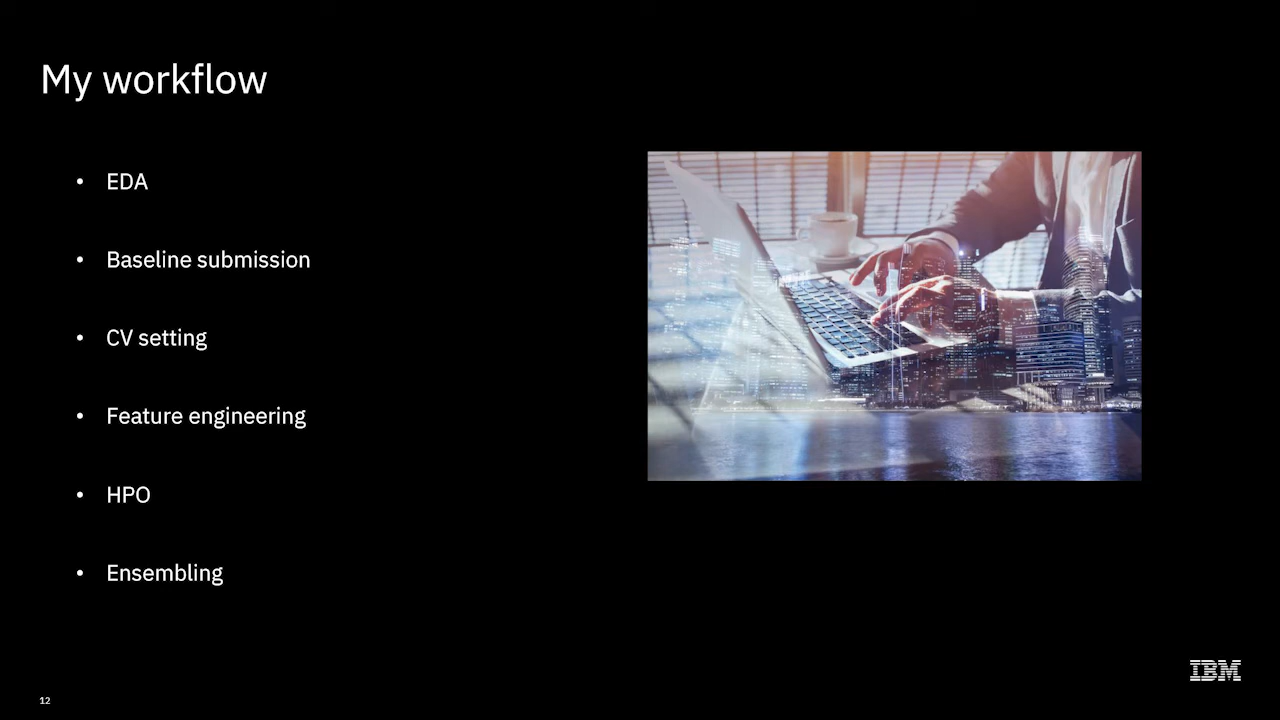 My workflow
• EDA
• Baseline submission
• CV setting
• Feature engineering
• HPO
• Ensembling
IBM
12